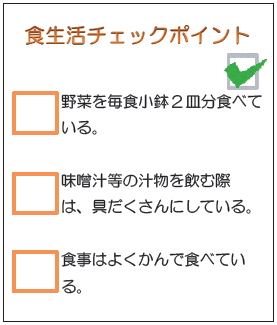 食生活チェックポイント
野菜を毎食小鉢２皿分食べて
いる。
味噌汁等の汁物を飲む際
は、具だくさんにしている。
食事はよくかんで食べてい
る。